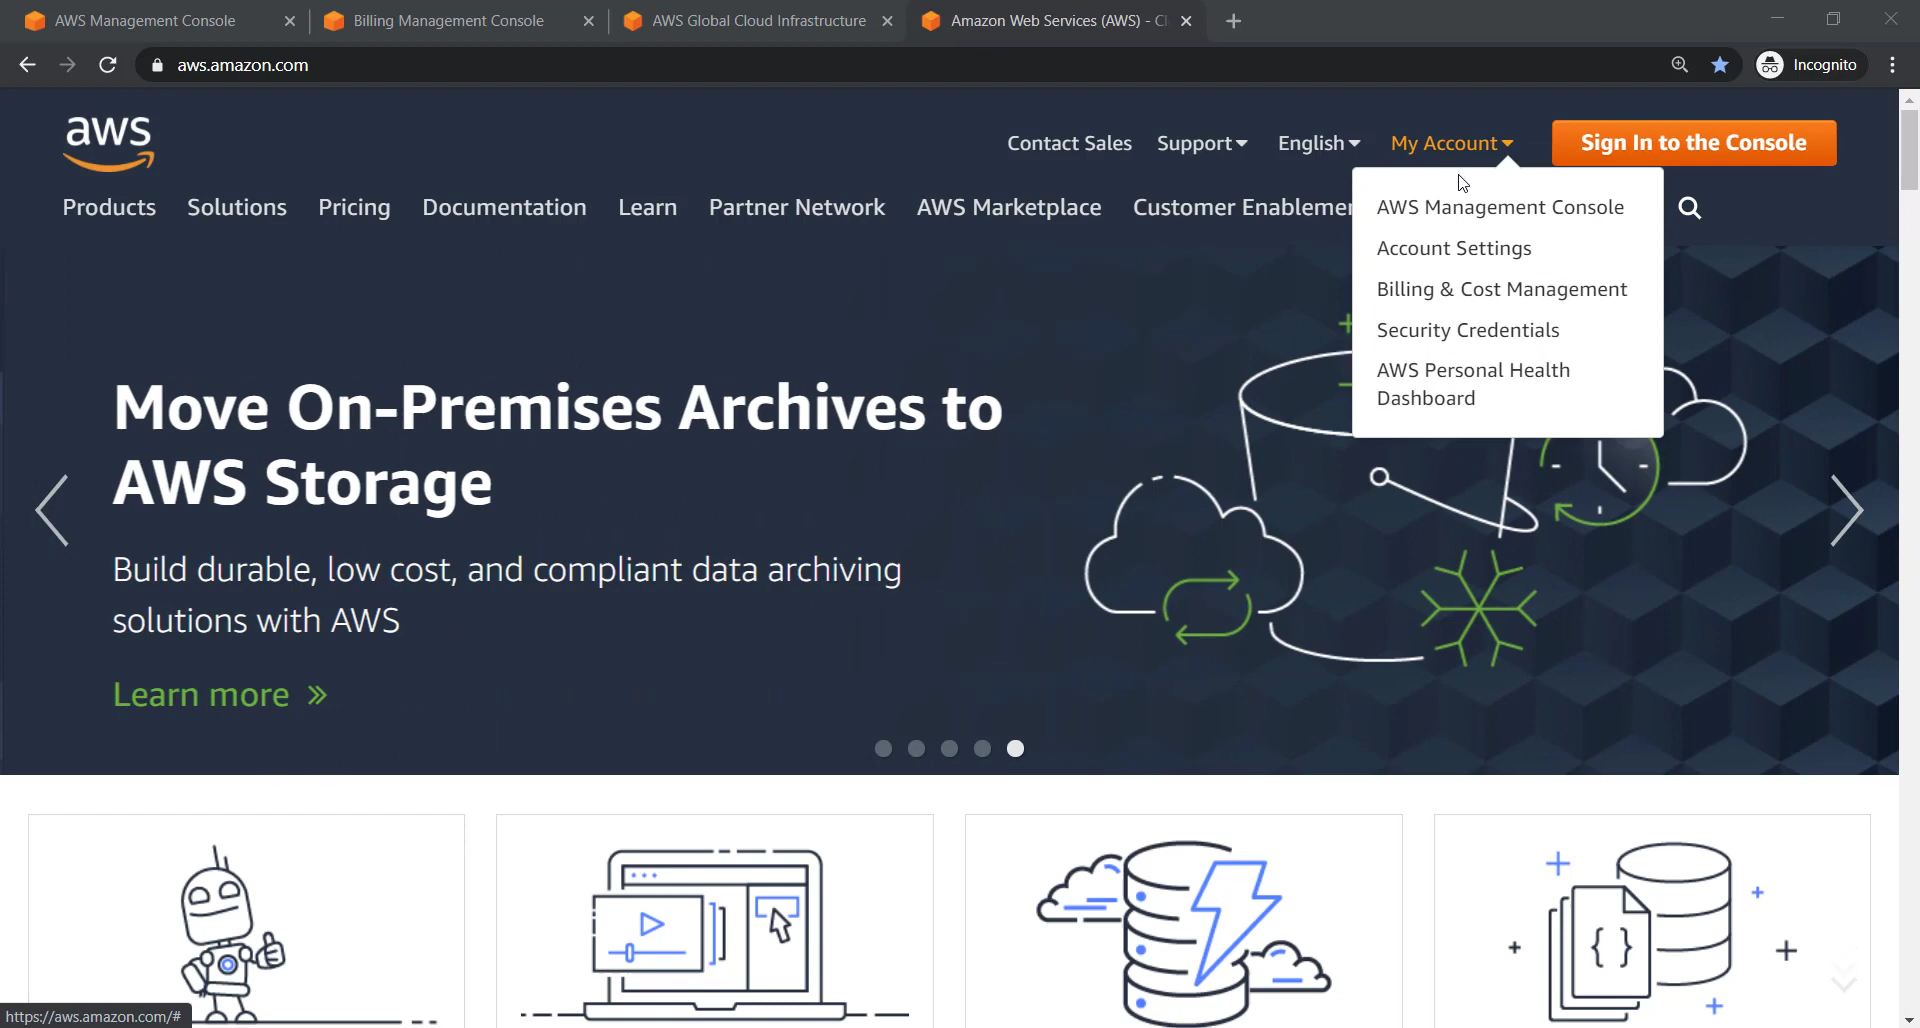 AWS Management Console
Billing Management Console
AWS Global Cloud Infrastructure
Amazon Web Services (AWS) - Cl
aws.amazon.com
Incognito
aws
Contact Sales Support English My Account Sign In to the Console
Products Solutions Pricing Documentation Learn Partner Network AWS Marketplace Customer Enablemen
AWS Management Console
Account Settings
Billing & Cost Management
Security Credentials
AWS Personal Health
Dashboard
Move On-Premises Archives to
AWS Storage
Build durable, low cost, and compliant data archiving
solutions with AWS
Learn more »
{ }
https://aws.amazon.com/#